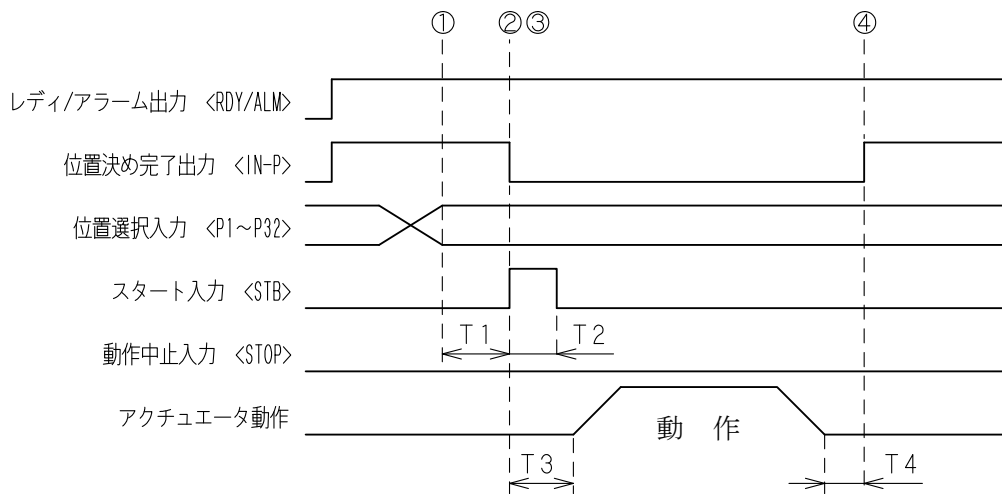 ① ②③ ④
レディ/アラーム出力 <RDY/ALM>
位置決め完了出力 <IN-P>
位置選択入力 <P1～P32>
スタート入力 <STB>
T1 T2
動作中止入力 <STOP>
アクチュエータ動作
動 作
T3 T4